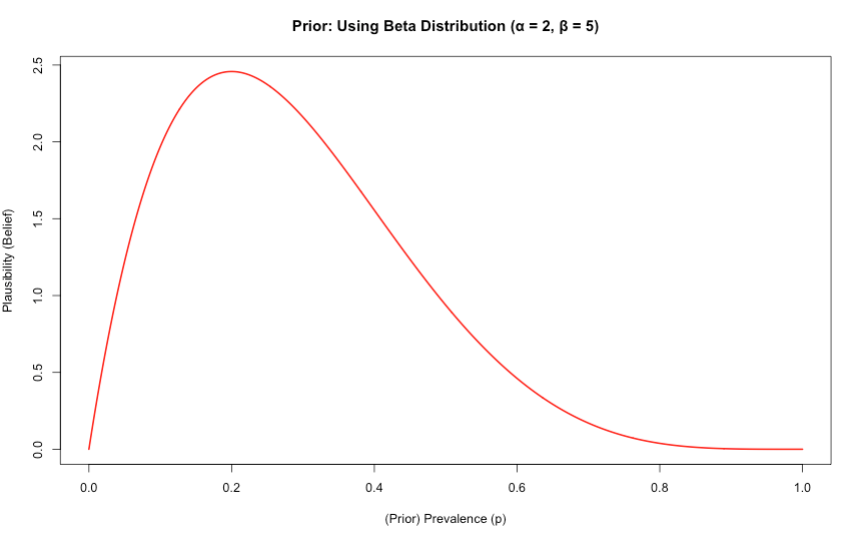 Prior: Using Beta Distribution (α = 2, β = 5)
2.5
2.0
1.5
1.0
0.5
0.0
Plausibility (Belief)
0.0 0.2 0.4 0.6 0.8 1.0
(Prior) Prevalence (p)